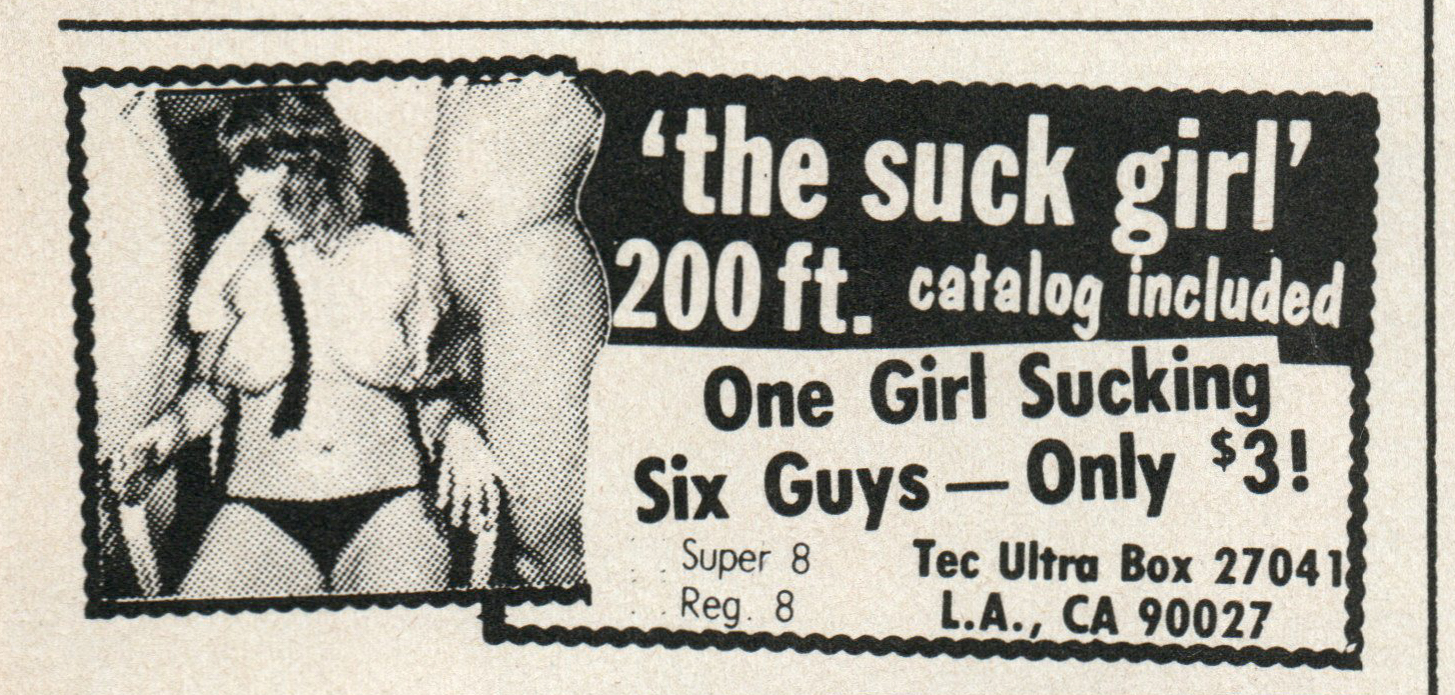 ‘the suck girl’
200 ft. catalog included
One Girl Sucking
Six Guys — Only $3!
Super 8
Reg. 8
Tec Ultra Box 27041
L.A., CA 90027